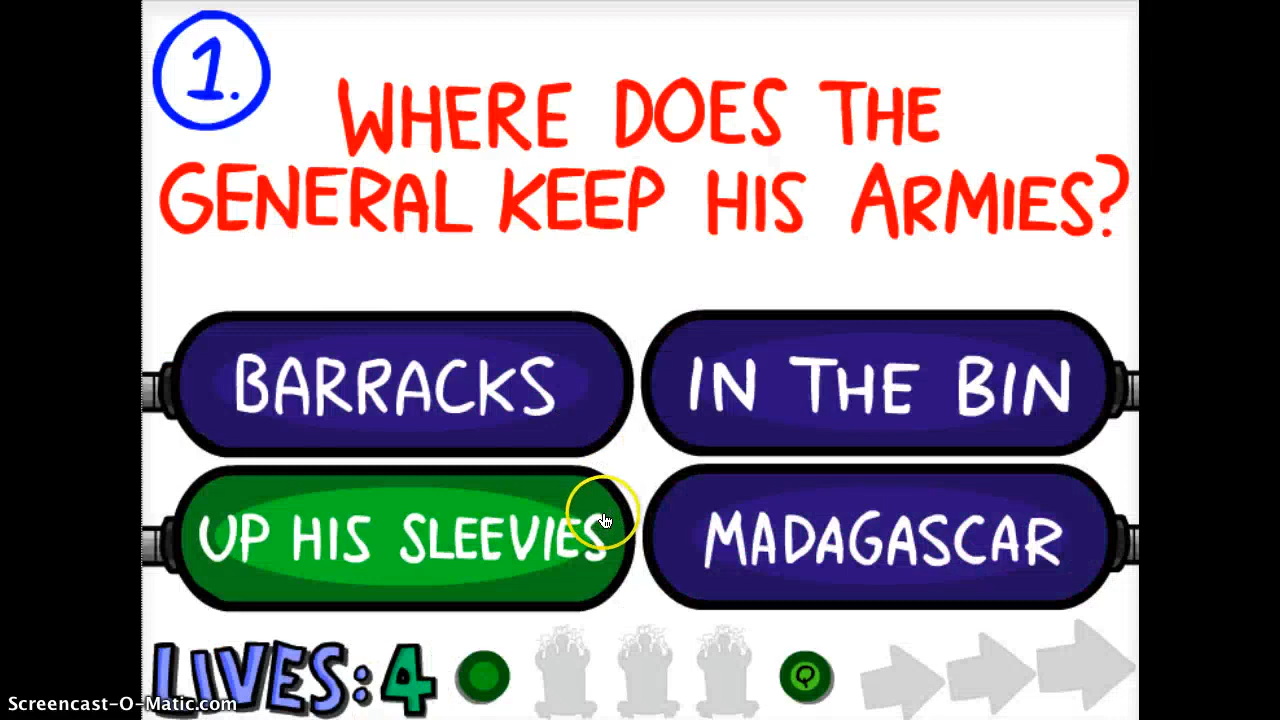 1.
WHERE DOES THE
GENERAL KEEP HIS ARMIES?
BARRACKS
IN THE BIN
UP HIS SLEEVIES
MADAGASCAR
LIVES: 4
Q
Screencast-O-Matic.com